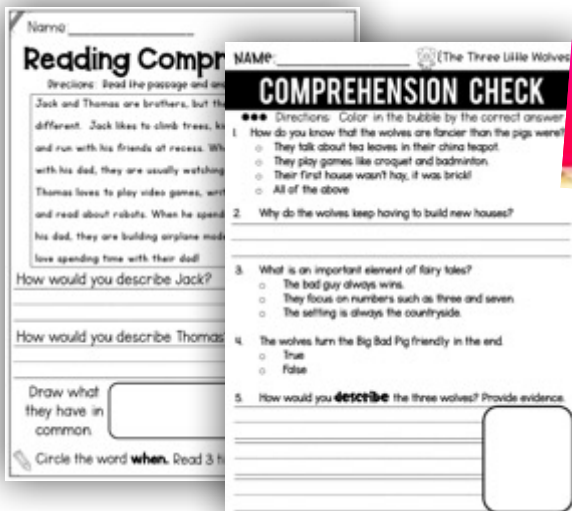 Name:
Reading Compr
Directions: Read the passage and an
Jack and Thomas are brothers, but th
different. Jack likes to climb trees, k
and run with his friends at recess. Wh
with his dad, they are usually watching
Thomas loves to play video games, wri
and read about robots. When he spend
his dad, they are building airplane mod
love spending time with their dad!
How would you describe Jack?
How would you describe Thomas
Draw what
they have in
common.
Circle the word when. Read 3 t
NAME:
(The Three Little Wolves
COMPREHENSION CHECK
Directions: Color in the bubble by the correct answer
1. How do you know that the wolves are fancier than the pigs were?
They talk about tea leaves in their china teapot.
They play games like croquet and badminton.
Their first house wasn't hay, it was brick!
All of the above
2. Why do the wolves keep having to build new houses?
3. What is an important element of fairy tales?
The bad guy always wins.
They focus on numbers such as three and seven.
The setting is always the countryside.
4. The wolves turn the Big Bad Pig friendly in the end.
True
False
5. How would you describe the three wolves? Provide evidence.